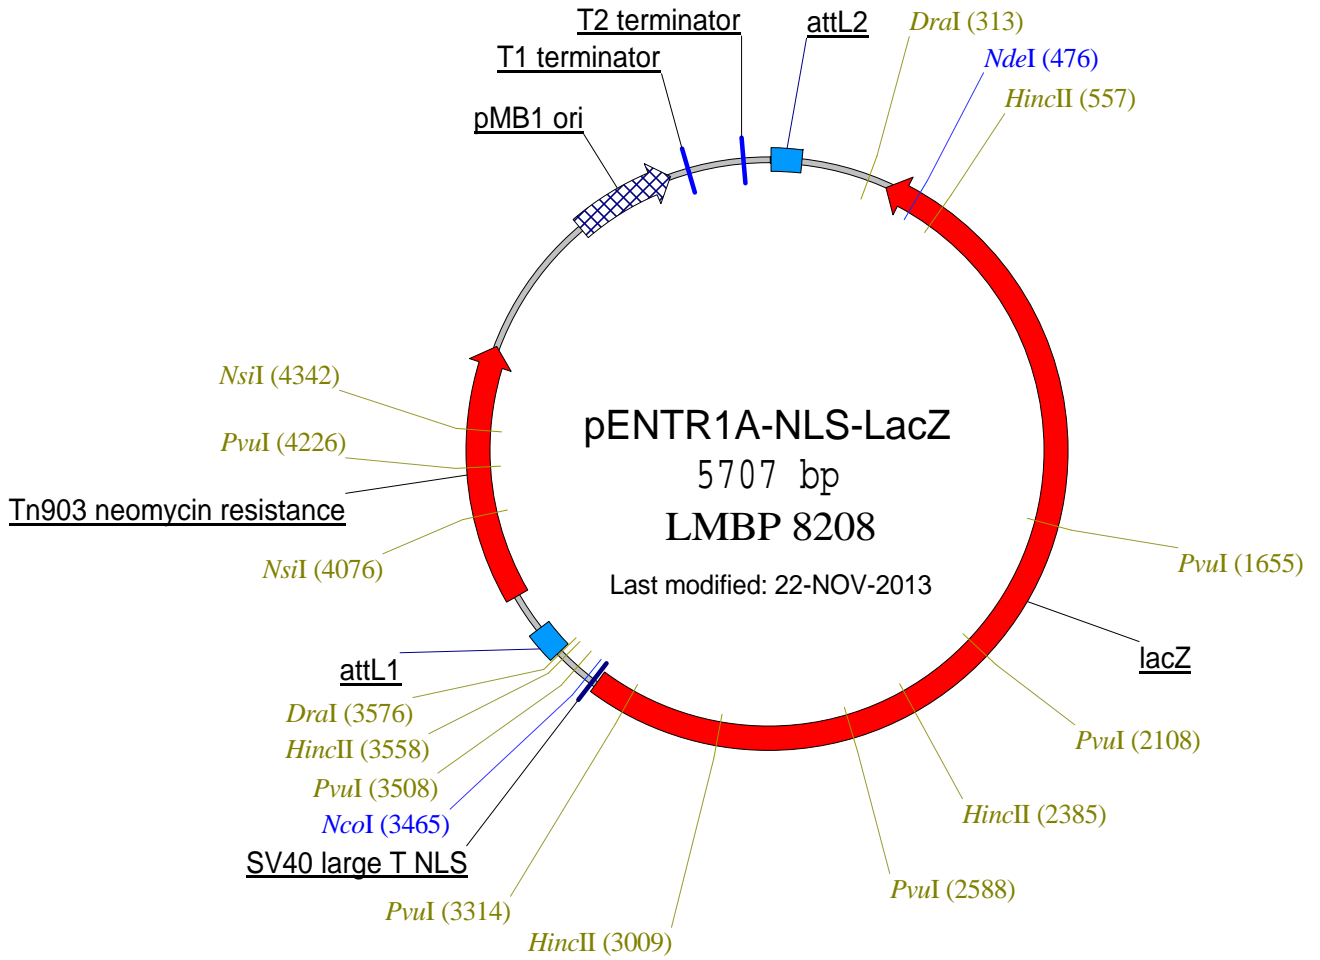 T2 terminator
attL2
DraI (313)
T1 terminator
NdeI (476)
HincII (557)
pMB1 ori
NsiI (4342)
PvuI (4226)
Tn903 neomycin resistance
NsiI (4076)
pENTR1A-NLS-LacZ
5707 bp
LMBP 8208
Last modified: 22-NOV-2013
PvuI (1655)
lacZ
attL1
DraI (3576)
HincII (3558)
PvuI (3508)
NcoI (3465)
SV40 large T NLS
PvuI (3314)
HincII (3009)
PvuI (2588)
HincII (2385)
PvuI (2108)